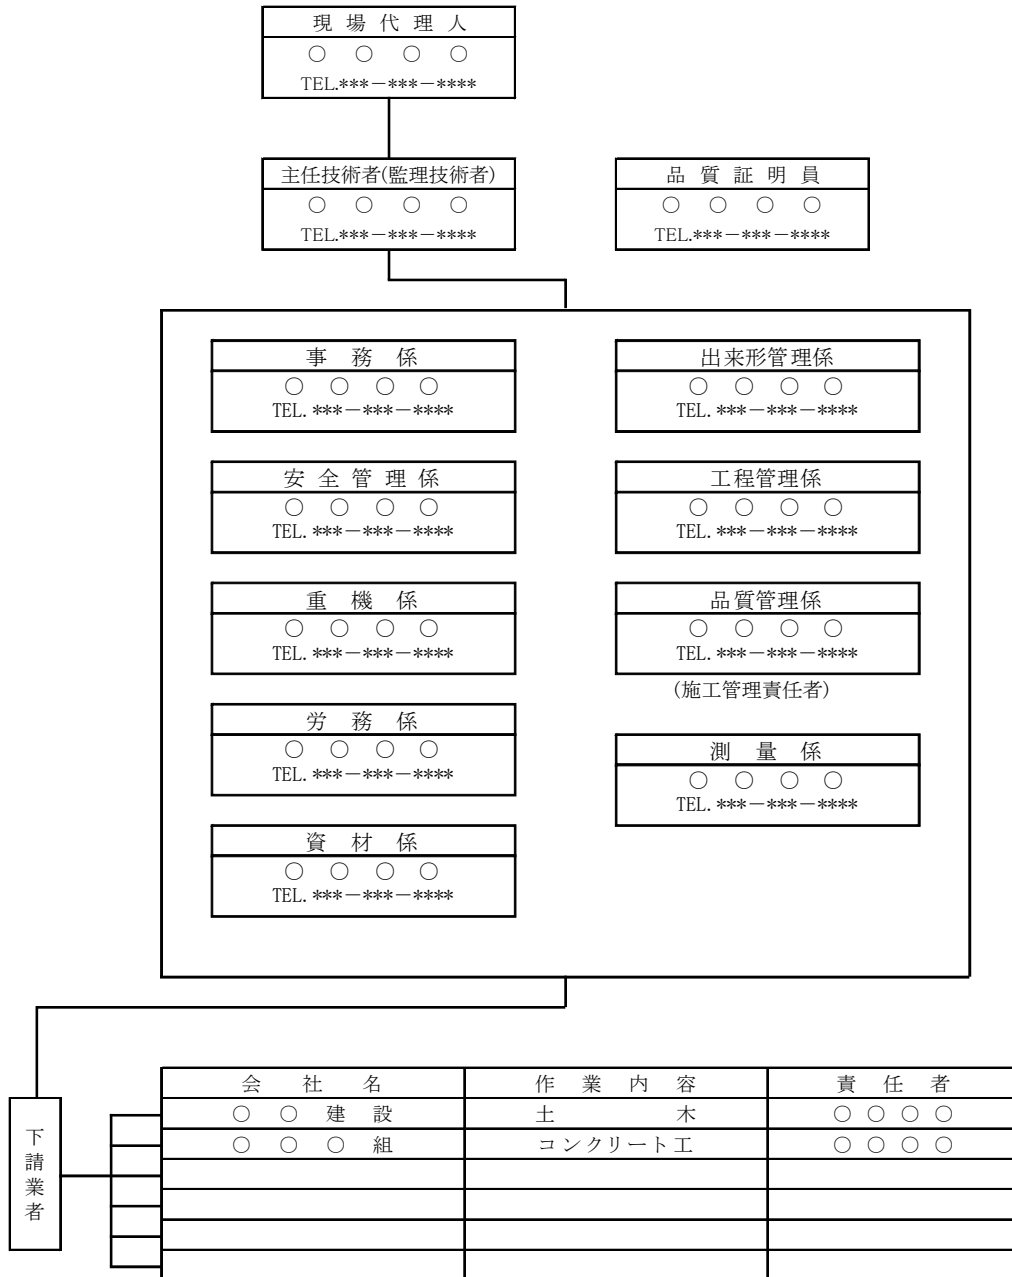 現場代理人
○ ○ ○ ○
TEL.***－***－****
主任技術者(監理技術者)
○ ○ ○ ○
TEL.***－***－****
品質証明員
○ ○ ○ ○
TEL.***－***－****
事務係
○ ○ ○ ○
TEL. ***－***－****
出来形管理係
○ ○ ○ ○
TEL. ***－***－****
安全管理係
○ ○ ○ ○
TEL. ***－***－****
工程管理係
○ ○ ○ ○
TEL. ***－***－****
重機係
○ ○ ○ ○
TEL. ***－***－****
品質管理係
○ ○ ○ ○
TEL. ***－***－****
(施工管理責任者)
労務係
○ ○ ○ ○
TEL. ***－***－****
測量係
○ ○ ○ ○
TEL. ***－***－****
資材係
○ ○ ○ ○
TEL. ***－***－****
下請業者
会社名 作業内容 責任者
○ ○ 建設 土木 ○ ○ ○ ○
○ ○ ○ 組 コンクリート工 ○ ○ ○ ○